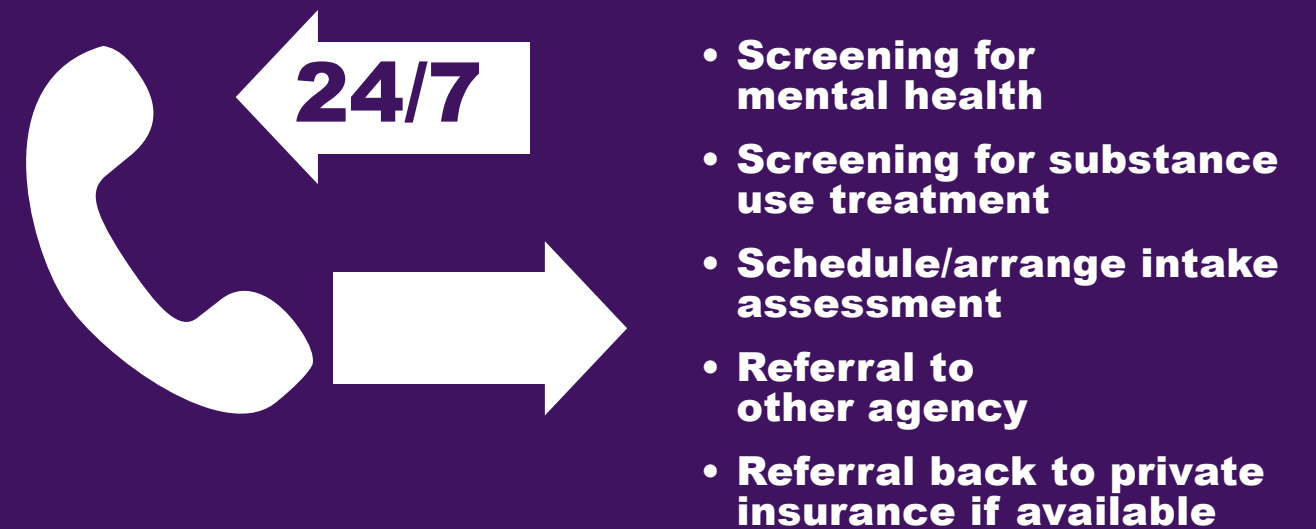 24/7
• Screening for
mental health
• Screening for substance
use treatment
• Schedule/arrange intake
assessment
• Referral to
other agency
• Referral back to private
insurance if available